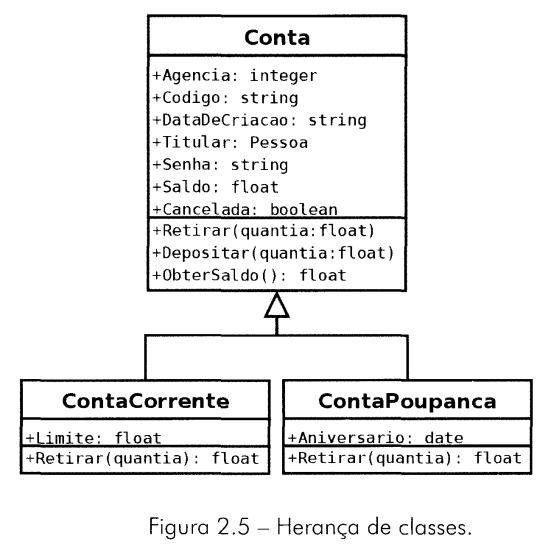 Conta
+Agencia: integer
+Codigo: string
+DataDeCriacao: string
+Titular: Pessoa
+Senha: string
+Saldo: float
+Cancelada: boolean
+Retirar(quantia:float)
+Depositar(quantia:float)
+ObterSaldo(): float
ContaCorrente
+Limite: float
+Retirar(quantia): float
ContaPoupanca
+Aniversario: date
+Retirar(quantia): float
Figura 2.5 – Herança de classes.